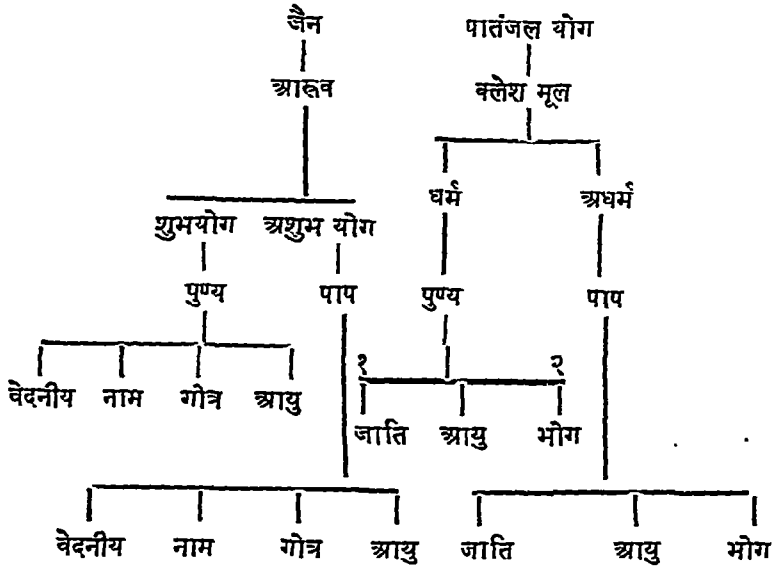 जैन पातंजल योग
आस्रव क्लेश मूल
धर्म अधर्म
शुभयोग अशुभ योग
पुण्य पाप पुण्य पाप
१ २
वेदनीय नाम गोत्र आयु
जाति आयु भोग
वेदनीय नाम गोत्र आयु जाति आयु भोग